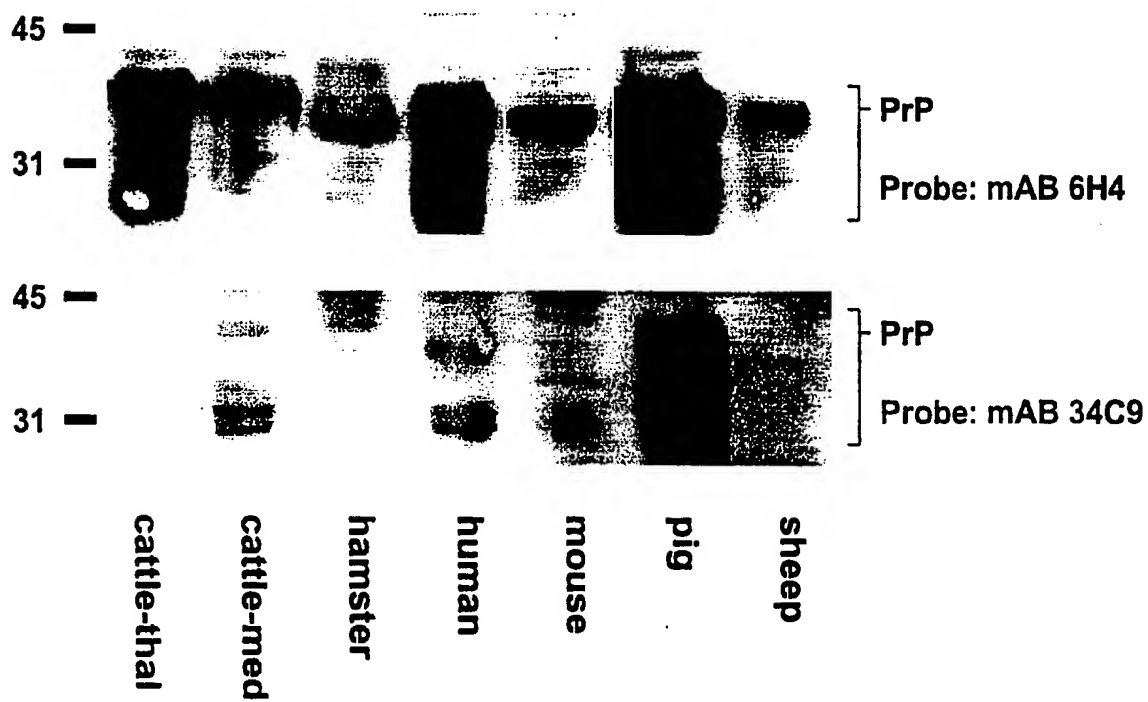 45
31
PrP
Probe: mAB 6H4
45
31
PrP
Probe: mAB 34C9
cattle-thal
cattle-med
hamster
human
mouse
pig
sheep